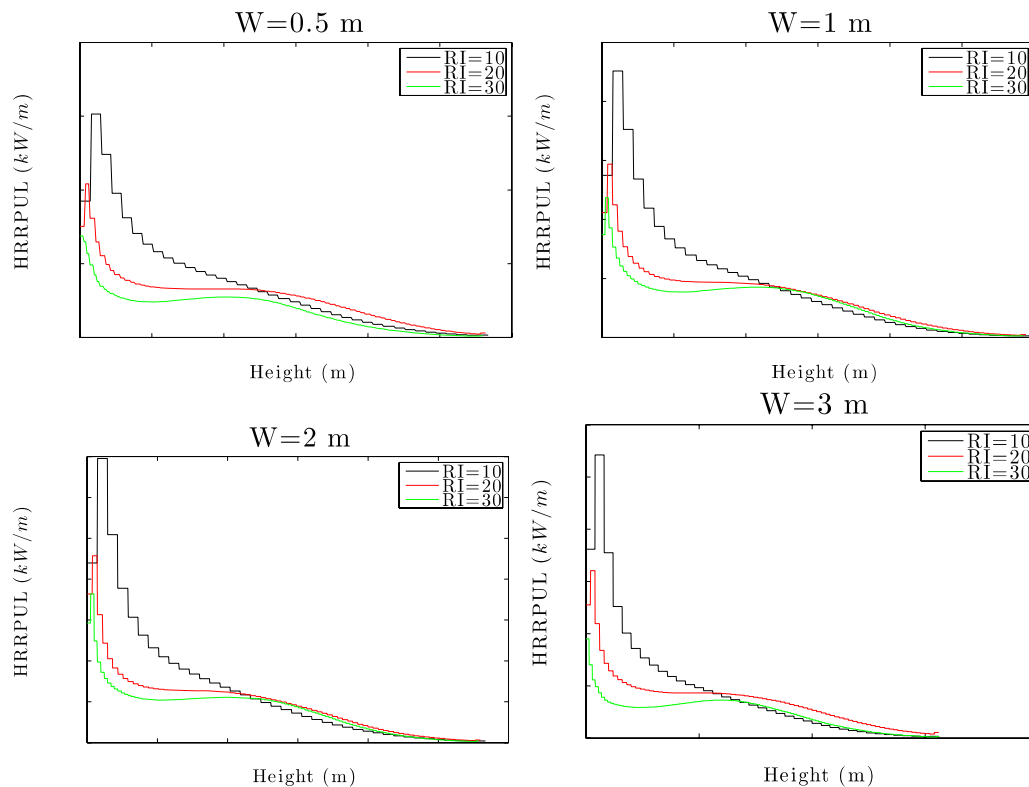 W=0.5 m
RI=10
RI=20
RI=30
HRRPUL (kW/m)
Height (m)
W=1 m
RI=10
RI=20
RI=30
HRRPUL (kW/m)
Height (m)
W=2 m
RI=10
RI=20
RI=30
HRRPUL (kW/m)
Height (m)
W=3 m
RI=10
RI=20
RI=30
HRRPUL (kW/m)
Height (m)